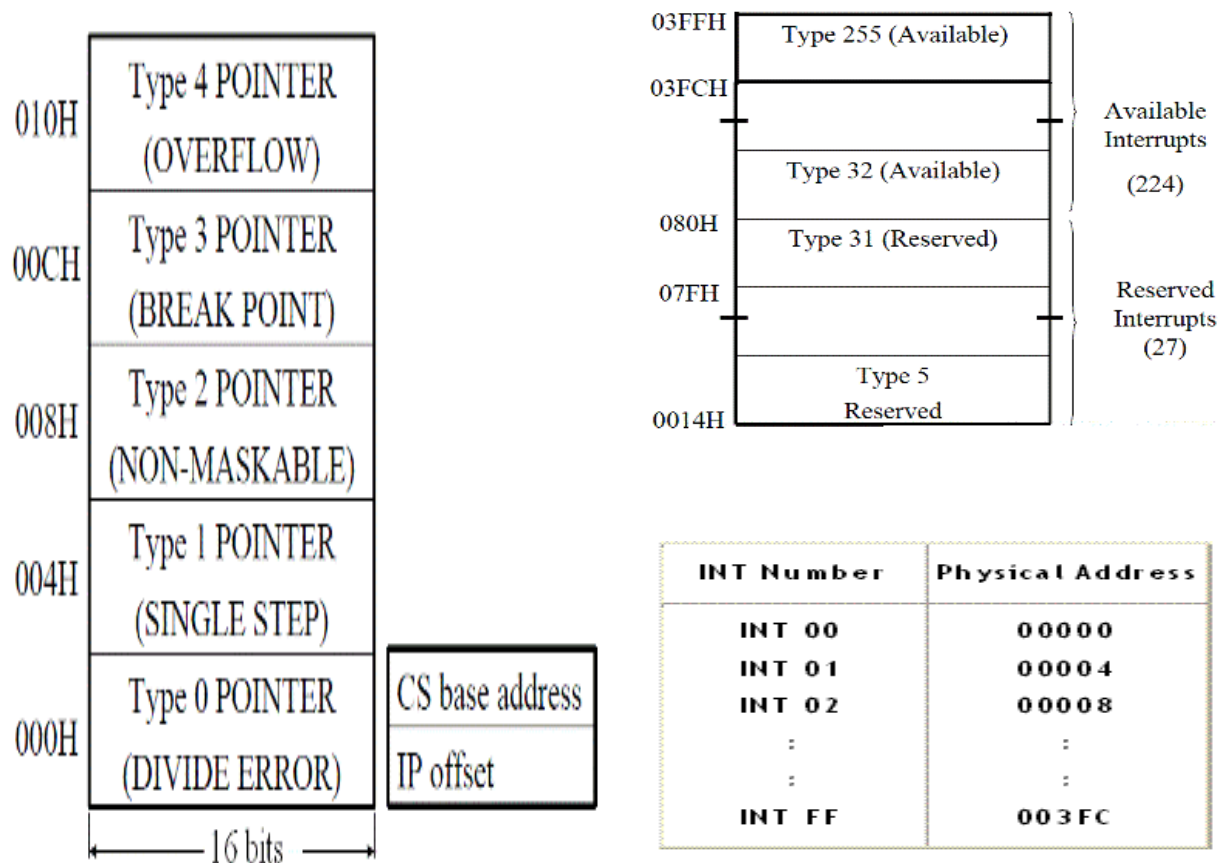 010H
Type 4 POINTER
(OVERFLOW)
00CH
Type 3 POINTER
(BREAK POINT)
008H
Type 2 POINTER
(NON-MASKABLE)
004H
Type 1 POINTER
(SINGLE STEP)
000H
Type 0 POINTER
(DIVIDE ERROR)
CS base address
IP offset
16 bits
03FFH
Type 255 (Available)
03FCH
Type 32 (Available)
Available
Interrupts
(224)
080H
Type 31 (Reserved)
07FH
Reserved
Interrupts
(27)
Type 5
Reserved
0014H
INT Number Physical Address
INT 00 00000
INT 01 00004
INT 02 00008
: :
: :
INT FF 003FC